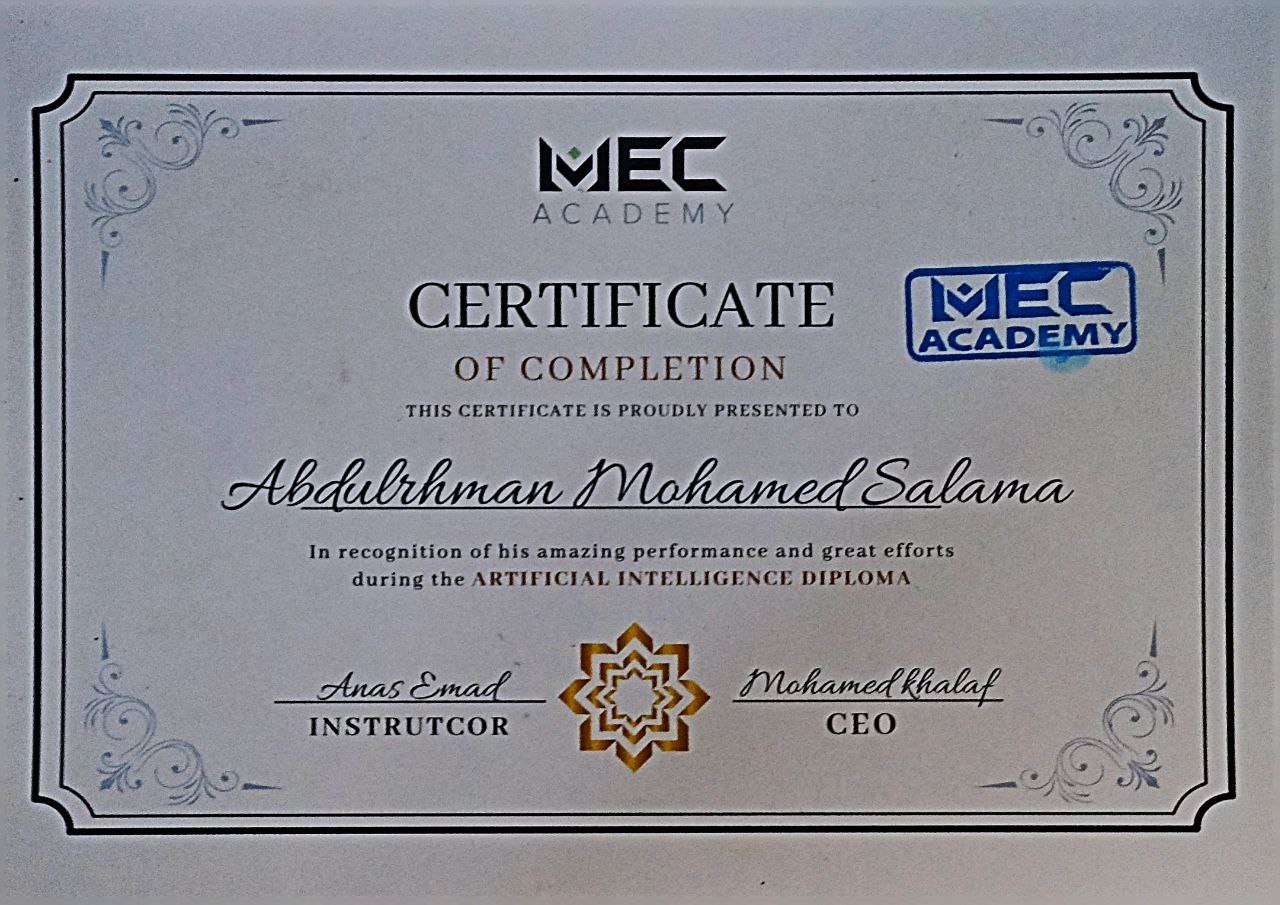 MEC
ACADEMY
CERTIFICATE
MEC
ACADEMY
OF COMPLETION
THIS CERTIFICATE IS PROUDLY PRESENTED TO
Abdulrhman Mohamed Salama
In recognition of his amazing performance and great efforts
during the ARTIFICIAL INTELLIGENCE DIPLOMA
Anas Emad
INSTRUTCOR
Mohamed khalaf
CEO